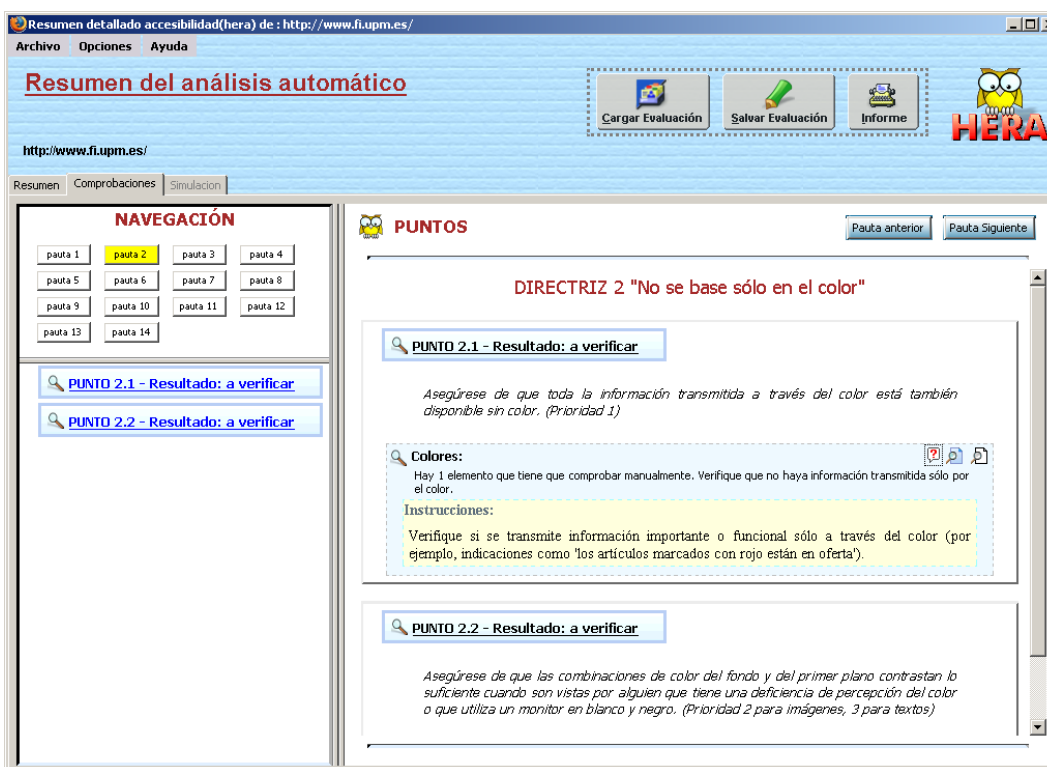 Resumen detallado accesibilidad(hera) de : http://www.fi.upm.es/
Archivo Opciones Ayuda
Resumen del análisis automático
Cargar Evaluación Salvar Evaluación Informe
HERA
http://www.fi.upm.es/
Resumen Comprobaciones Simulacion
NAVEGACIÓN
pauta 1 pauta 2 pauta 3 pauta 4
pauta 5 pauta 6 pauta 7 pauta 8
pauta 9 pauta 10 pauta 11 pauta 12
pauta 13 pauta 14
PUNTO 2.1 - Resultado: a verificar
PUNTO 2.2 - Resultado: a verificar
PUNTOS
Pauta anterior Pauta Siguiente
DIRECTRIZ 2 "No se base sólo en el color"
PUNTO 2.1 - Resultado: a verificar
Asegúrese de que toda la información transmitida a través del color está también
disponible sin color. (Prioridad 1)
Colores:
Hay 1 elemento que tiene que comprobar manualmente. Verifique que no haya información transmitida sólo por
el color.
Instrucciones:
Verifique si se transmite información importante o funcional sólo a través del color (por
ejemplo, indicaciones como 'los artículos marcados con rojo están en oferta').
PUNTO 2.2 - Resultado: a verificar
Asegúrese de que las combinaciones de color del fondo y del primer plano contrastan lo
suficiente cuando son vistas por alguien que tiene una deficiencia de percepción del color
o que utiliza un monitor en blanco y negro. (Prioridad 2 para imágenes, 3 para textos)